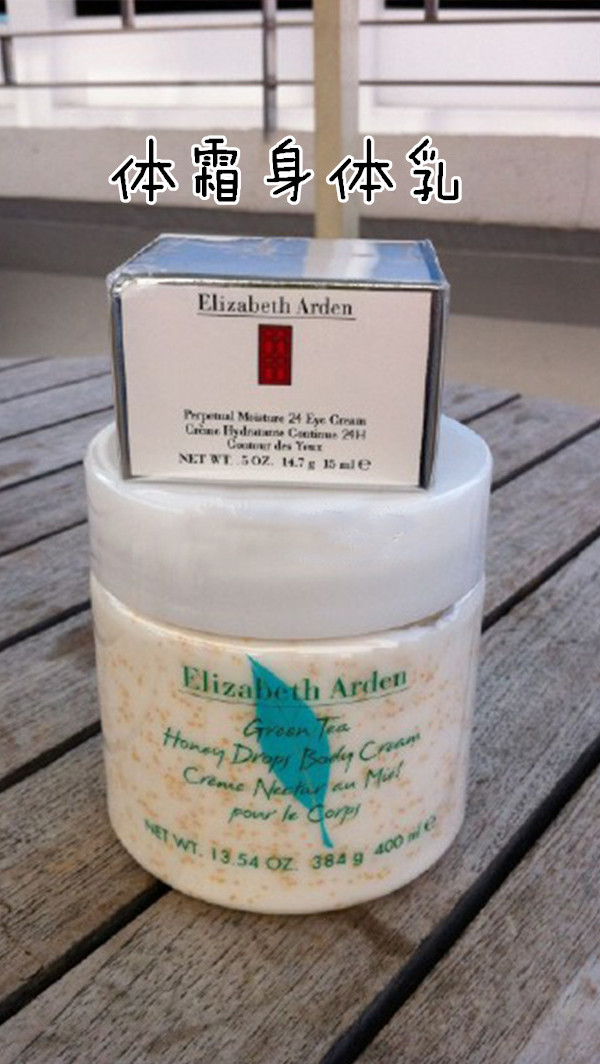 体霜身体乳
Elizabeth Arden
Perpetual Moisture 24 Eye Cream
Crème Hydratante Continue 24H
Contour des Yeux
NET WT. .5 OZ. 14.7 g 15 ml ℮
Elizabeth Arden
Green Tea
Honey Drops Body Cream
Crème Nectar au Miel
pour le Corps
NET WT. 13.54 OZ. 384 g 400 ml ℮